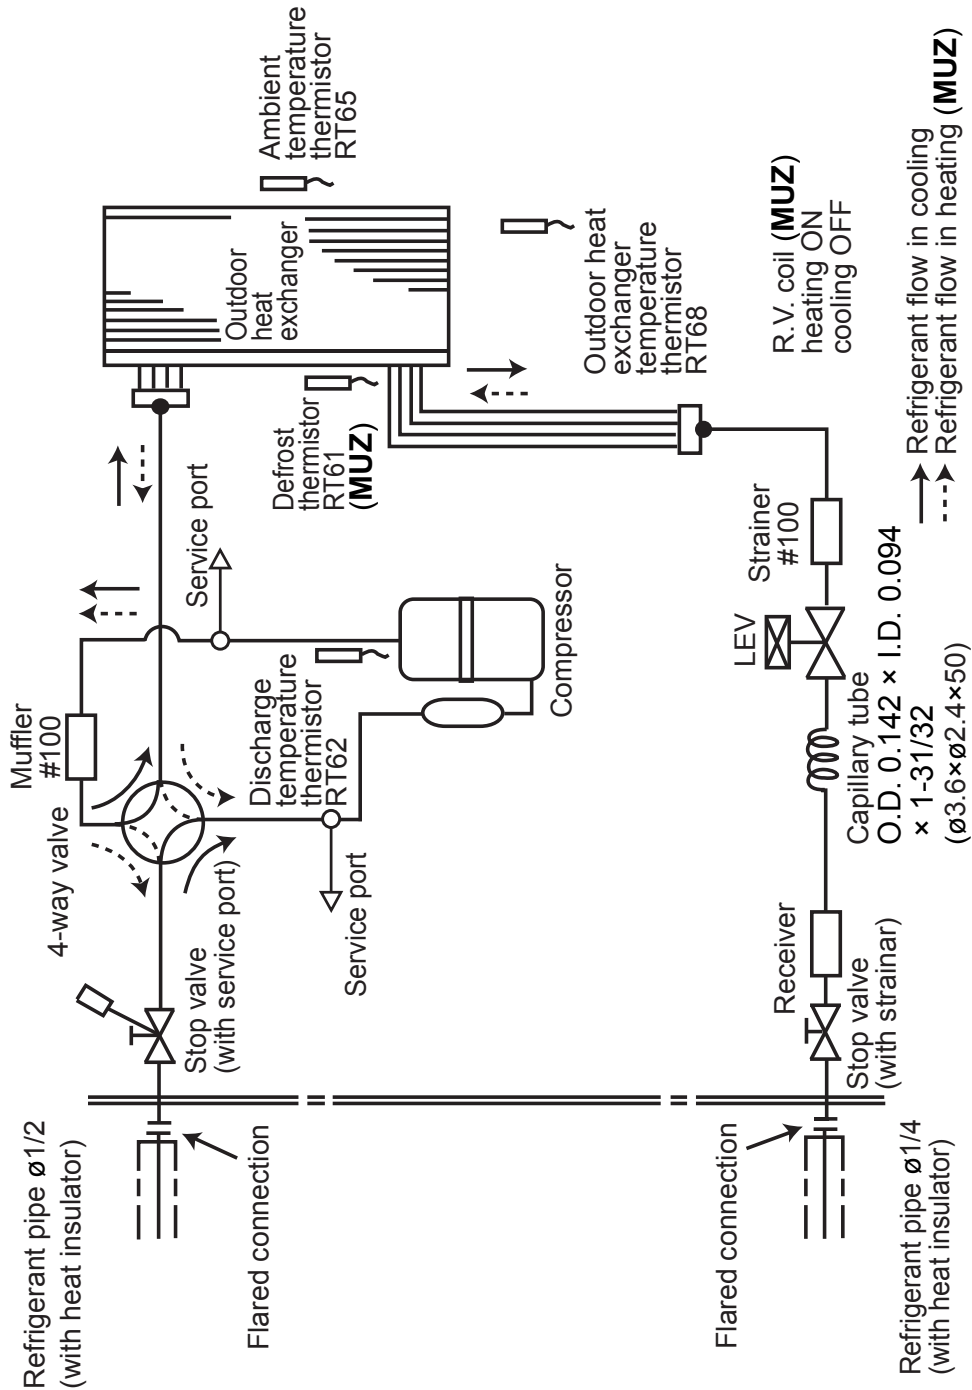 Refrigerant pipe ø1/2
(with heat insulator)
Flared connection
Stop valve
(with service port)
4-way valve
Muffler
#100
Service port
Discharge
temperature
thermistor
RT62
Service port
Compressor
Defrost
thermistor
RT61
(MUZ)
Outdoor
heat
exchanger
Ambient
temperature
thermistor
RT65
Outdoor heat
exchanger
temperature
thermistor
RT68
R.V. coil (MUZ)
heating ON
cooling OFF
Flared connection
Refrigerant pipe ø1/4
(with heat insulator)
Stop valve
(with strainar)
Receiver
Capillary tube
O.D. 0.142 × I.D. 0.094
× 1-31/32
(ø3.6×ø2.4×50)
LEV
Strainer
#100
Refrigerant flow in cooling
Refrigerant flow in heating (MUZ)